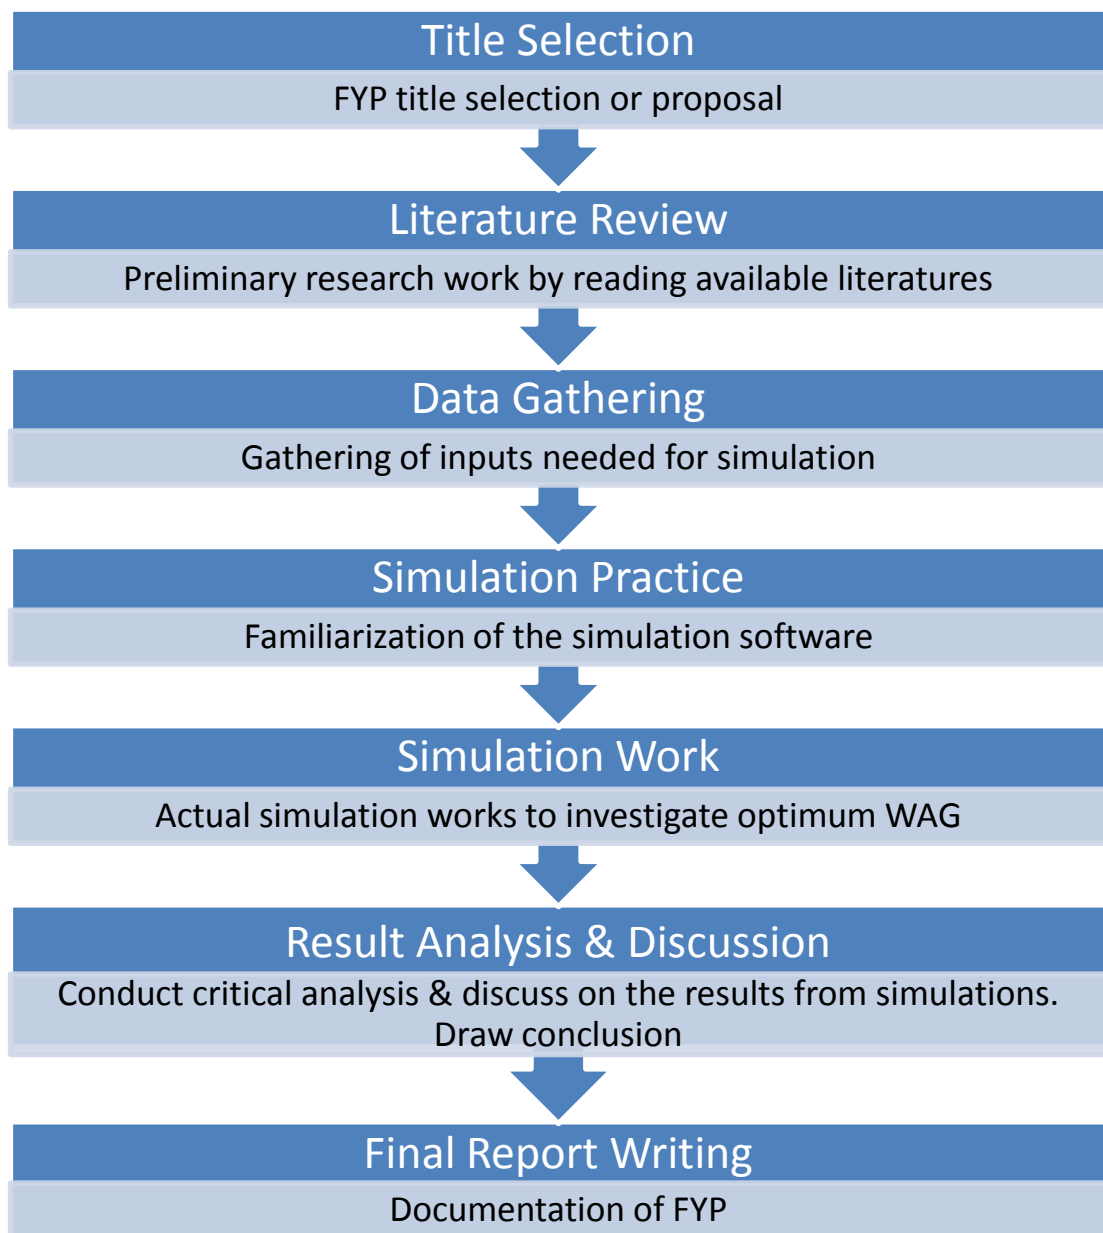 Title Selection
FYP title selection or proposal
Literature Review
Preliminary research work by reading available literatures
Data Gathering
Gathering of inputs needed for simulation
Simulation Practice
Familiarization of the simulation software
Simulation Work
Actual simulation works to investigate optimum WAG
Result Analysis & Discussion
Conduct critical analysis & discuss on the results from simulations.
Draw conclusion
Final Report Writing
Documentation of FYP